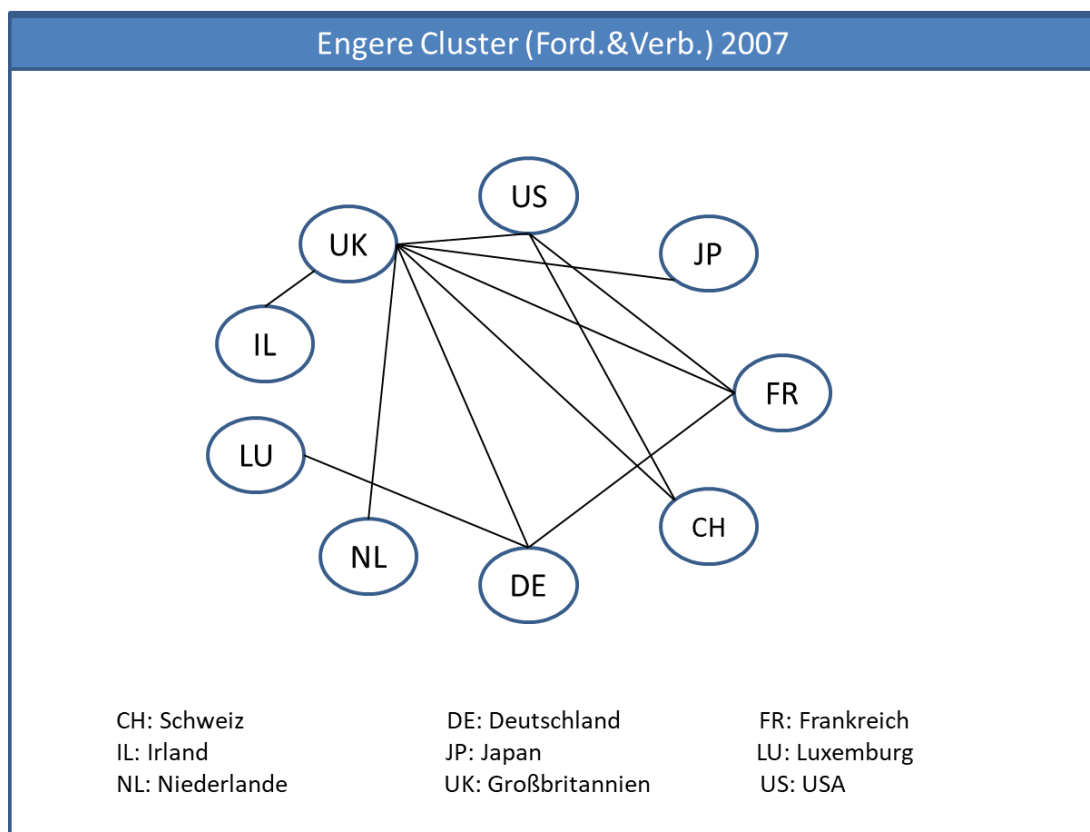 Engere Cluster (Ford.&Verb.) 2007
US
UK
JP
IL
FR
LU
CH
NL
DE
CH: Schweiz
DE: Deutschland
FR: Frankreich
IL: Irland
JP: Japan
LU: Luxemburg
NL: Niederlande
UK: Großbritannien
US: USA